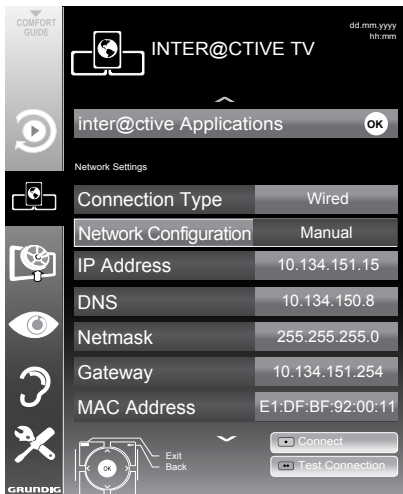 COMFORT
GUIDE
INTER@CTIVE TV
dd.mm.yyyy
hh:mm
inter@ctive Applications OK
Network Settings
Connection Type Wired
Network Configuration Manual
IP Address 10.134.151.15
DNS 10.134.150.8
Netmask 255.255.255.0
Gateway 10.134.151.254
MAC Address E1:DF:BF:92:00:11
OK
Exit
Back
Connect
Test Connection
GRUNDIG